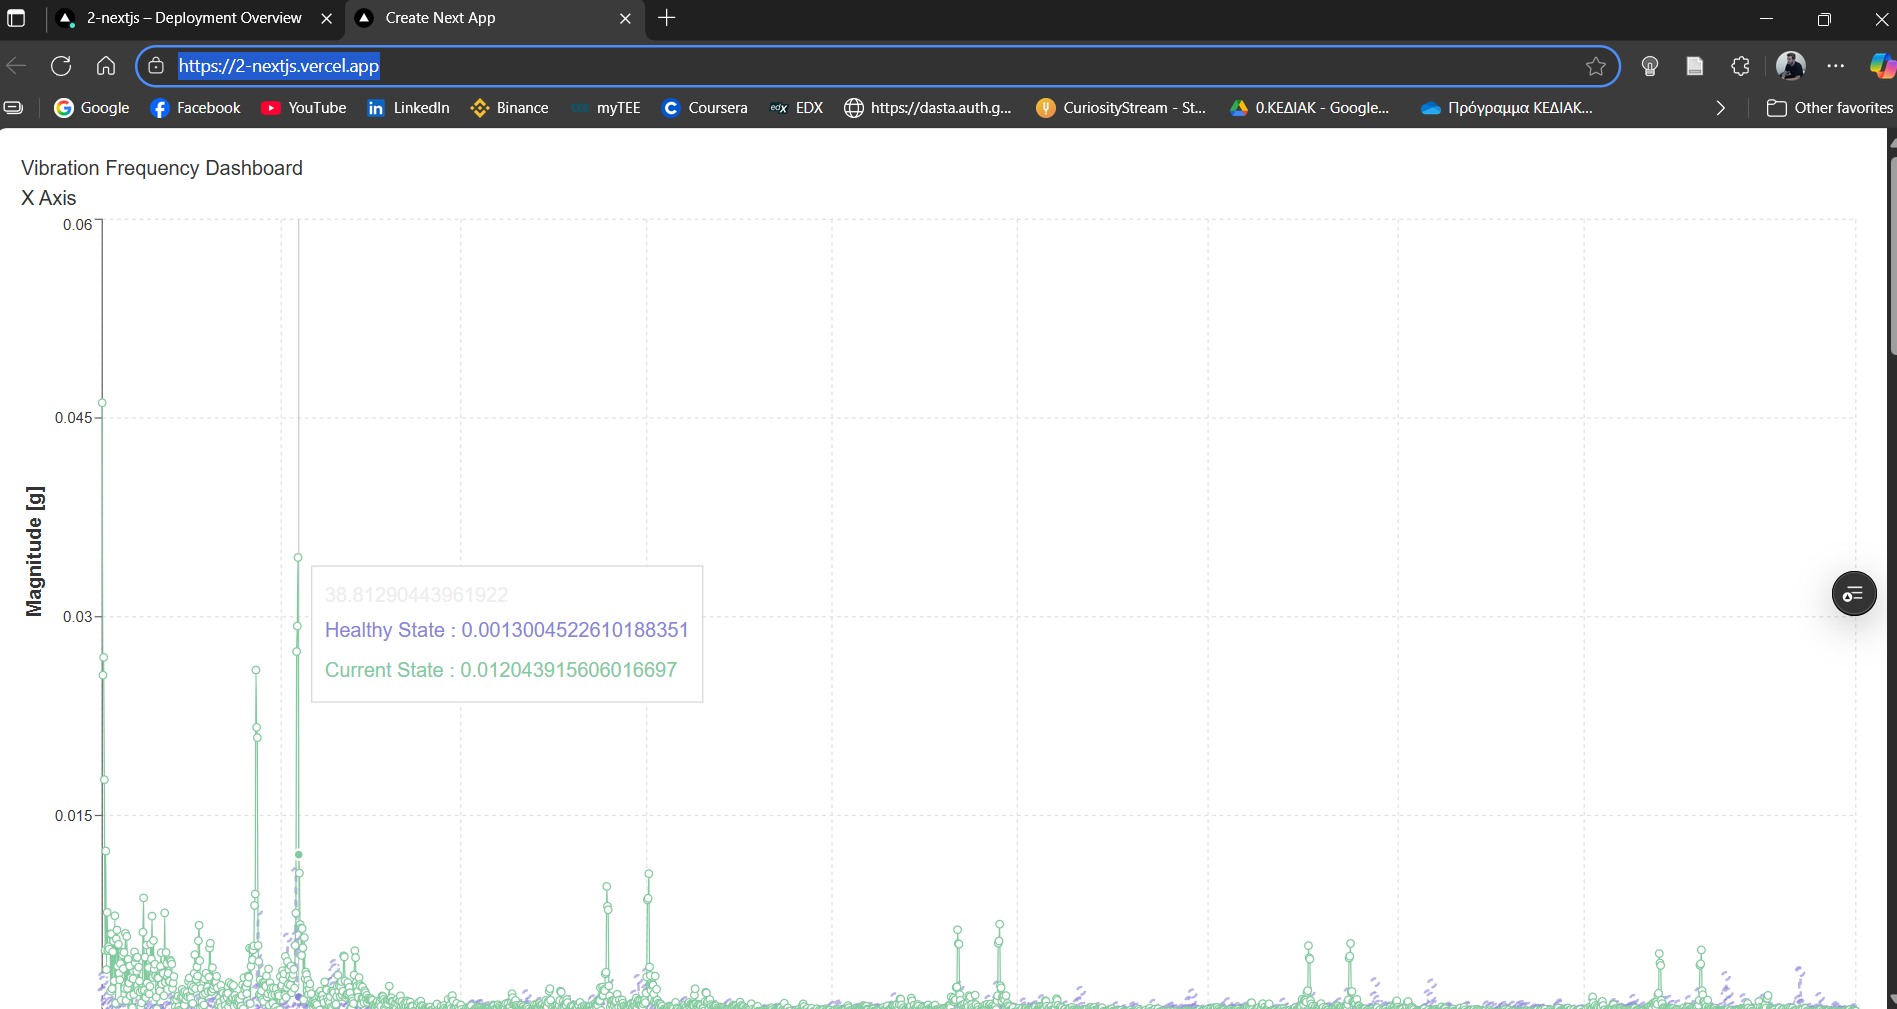 2-nextjs – Deployment Overview
Create Next App
https://2-nextjs.vercel.app
Google
Facebook
YouTube
LinkedIn
Binance
myTEE
Coursera
edX EDX
https://dasta.auth.g...
CuriosityStream - St...
0.ΚΕΔΙΑΚ - Google...
Πρόγραμμα ΚΕΔΙΑΚ...
Other favorites
Vibration Frequency Dashboard
X Axis
0.06
0.045
0.03
0.015
Magnitude [g]
38.81290443961922
Healthy State : 0.0013004522610188351
Current State : 0.012043915606016697